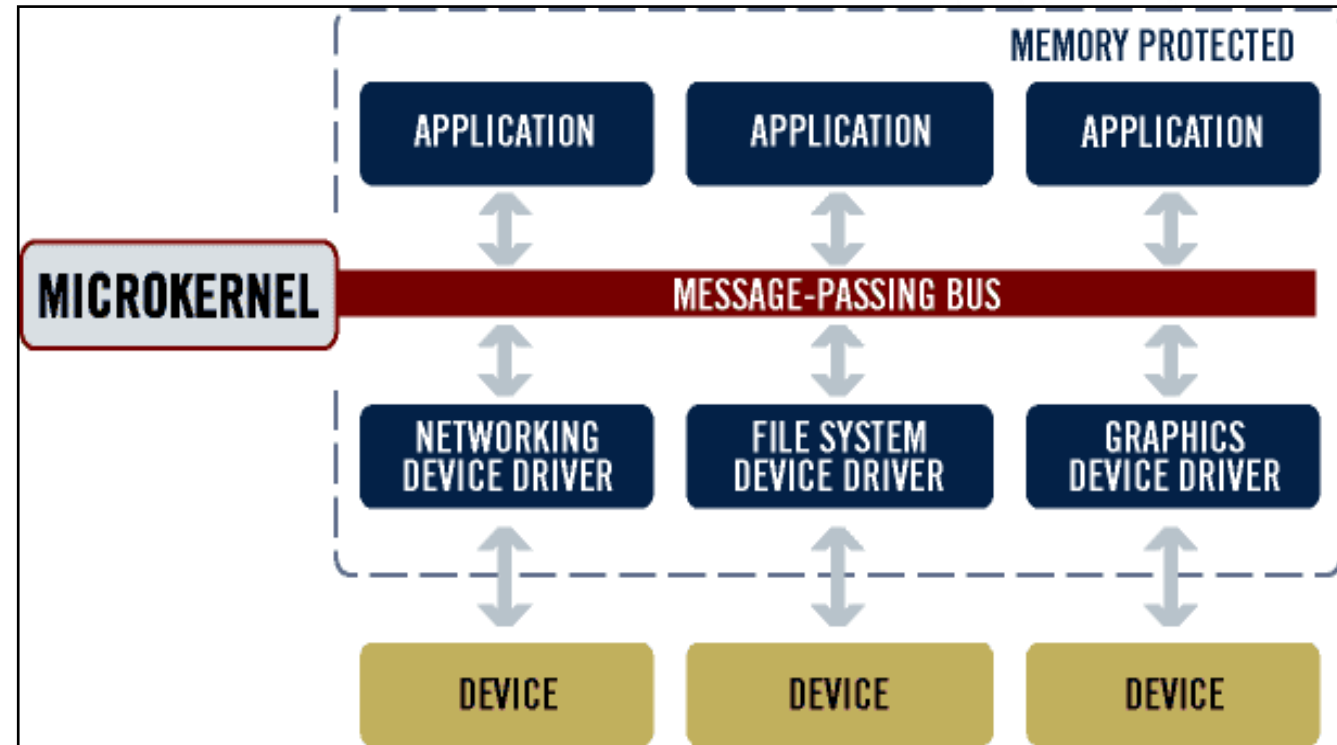 MEMORY PROTECTED
APPLICATION
APPLICATION
APPLICATION
MICROKERNEL
MESSAGE-PASSING BUS
NETWORKING
DEVICE DRIVER
FILE SYSTEM
DEVICE DRIVER
GRAPHICS
DEVICE DRIVER
DEVICE
DEVICE
DEVICE